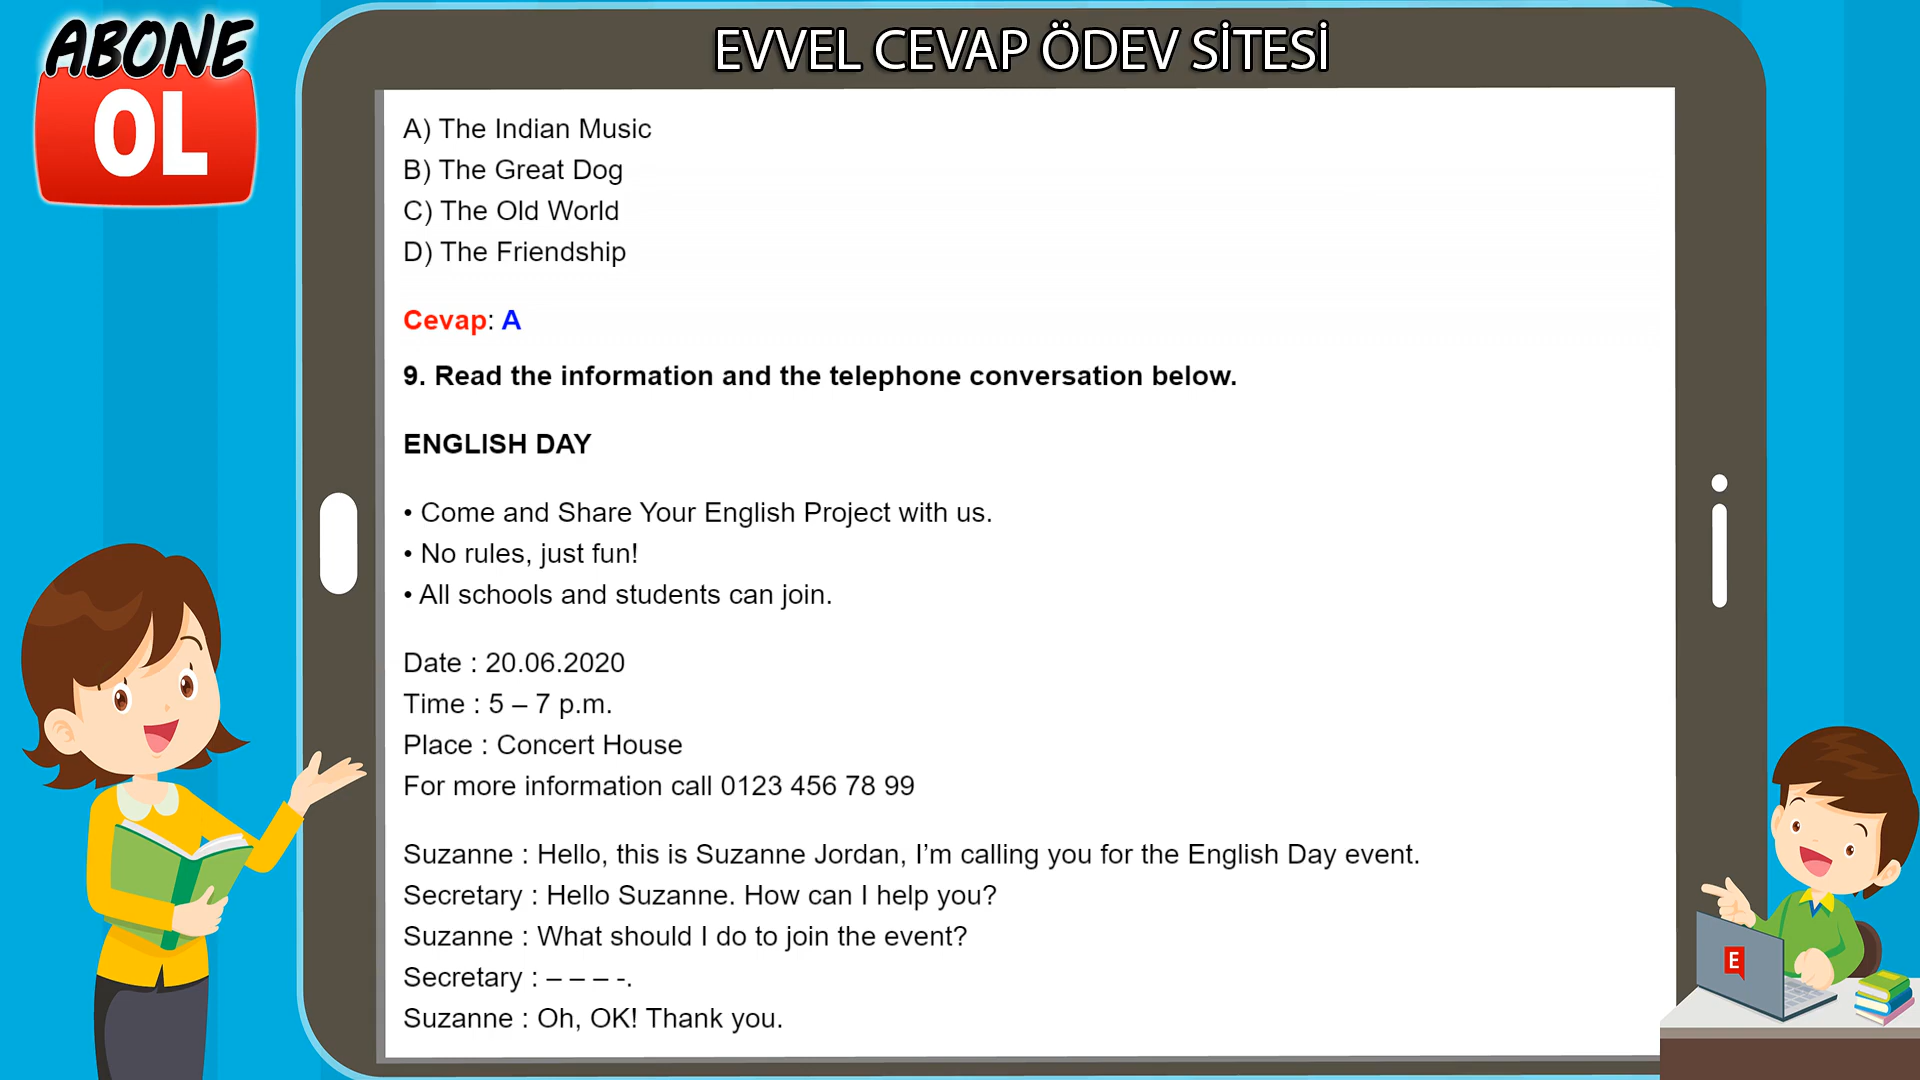 ABONE
OL
EVVEL CEVAP ÖDEV SİTESİ
A) The Indian Music
B) The Great Dog
C) The Old World
D) The Friendship
Cevap: A
9. Read the information and the telephone conversation below.
ENGLISH DAY
• Come and Share Your English Project with us.
• No rules, just fun!
• All schools and students can join.
Date : 20.06.2020
Time : 5 – 7 p.m.
Place : Concert House
For more information call 0123 456 78 99
Suzanne : Hello, this is Suzanne Jordan, I’m calling you for the English Day event.
Secretary : Hello Suzanne. How can I help you?
Suzanne : What should I do to join the event?
Secretary : – – – -.
Suzanne : Oh, OK! Thank you.
E